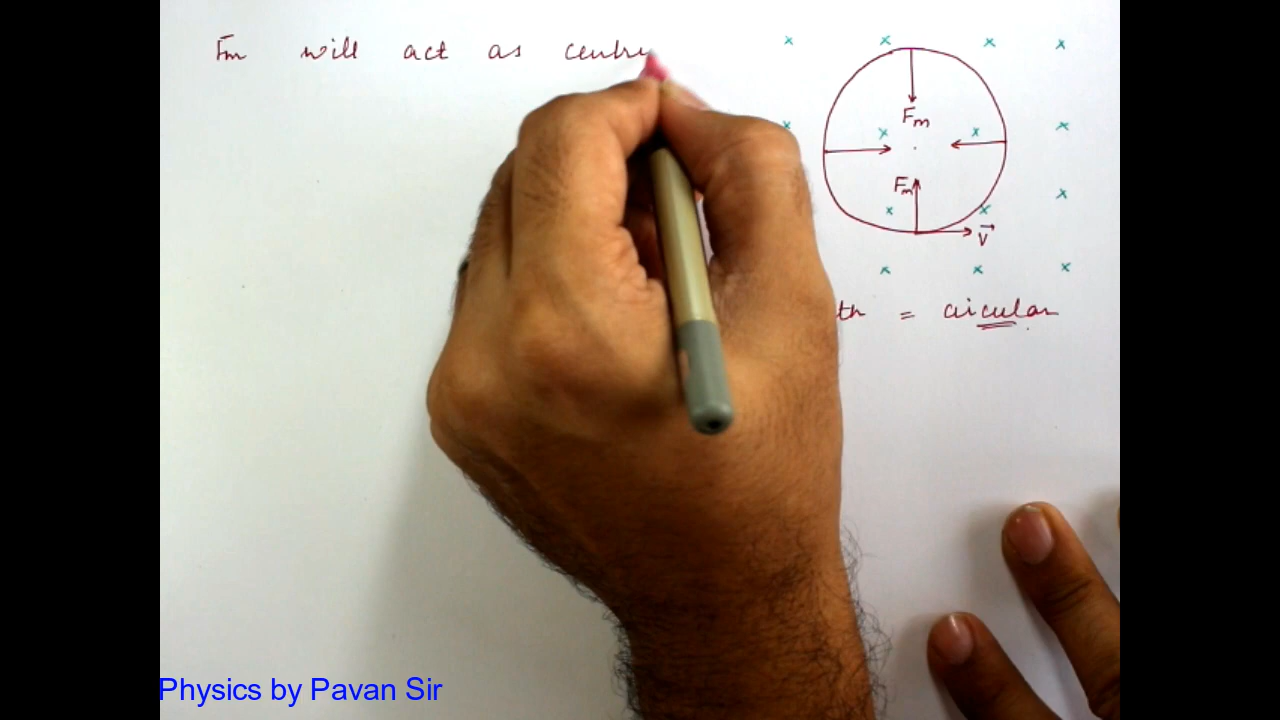 Fm will act as centri
Fm
Fm
V
th = circular
Physics by Pavan Sir